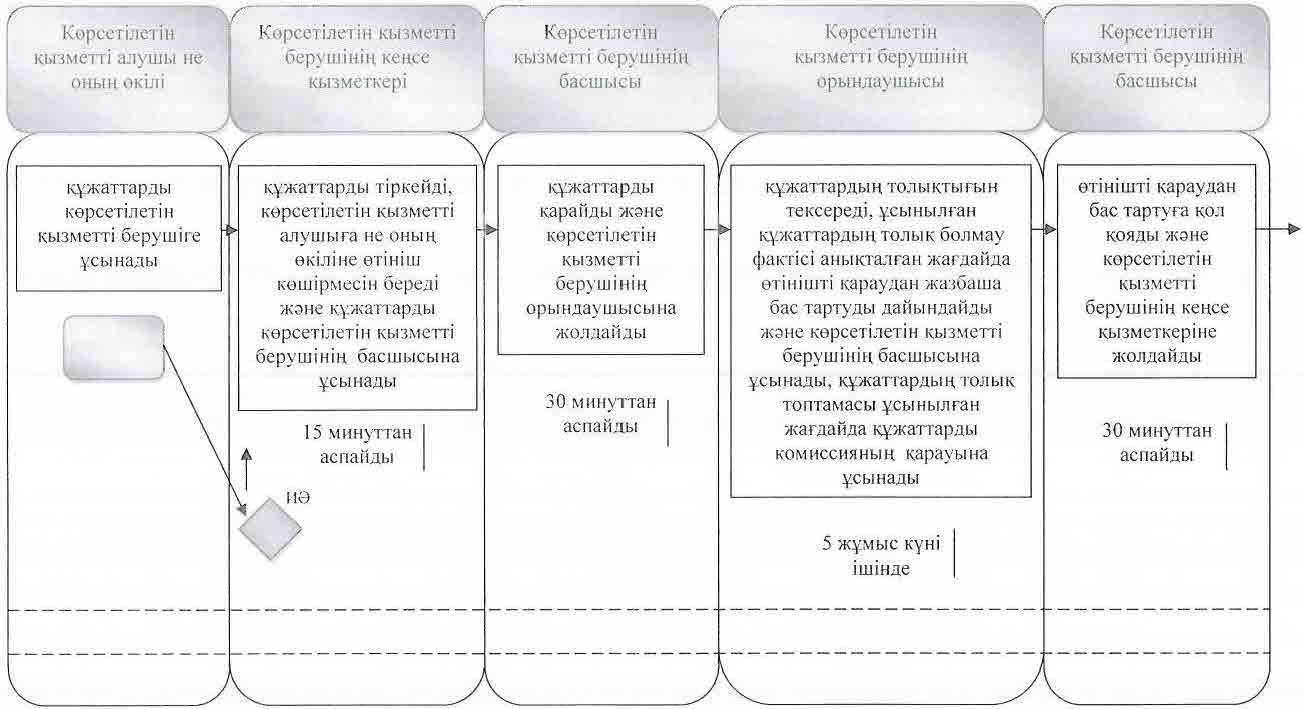 Көрсетілетін
қызметті алушы не
оның өкілі
Көрсетілетін қызметті
берушінің кеңсе
қызметкері
Көрсетілетін
қызметті берушінің
басшысы
Көрсетілетін
қызметті берушінің
орындаушысы
Көрсетілетін
қызметті берушінің
басшысы
құжаттарды
көрсетілетін
қызметті берушіге
ұсынады
құжаттарды тіркейді,
көрсетілетін қызметті
алушыға не оның
өкіліне өтініш
көшірмесін береді
және құжаттарды
көрсетілетін қызметті
берушінің басшысына
ұсынады
15 минуттан
аспайды
ИӘ
құжаттарды
қарайды және
көрсетілетін
қызметті
берушінің
орындаушысына
жолдайды
30 минуттан
аспайды
құжаттардың толықтығын
тексереді, ұсынылған
құжаттардың толық болмау
фактісі анықталған жағдайда
өтінішті қараудан жазбаша
бас тартуды дайындайды
және көрсетілетін қызметті
берушінің басшысына
ұсынады, құжаттардың толық
топтамасы ұсынылған
жағдайда құжаттарды
комиссияның қарауына
ұсынады
5 жұмыс күні
ішінде
өтінішті қараудан
бас тартуға қол
қояды және
көрсетілетін
қызметті
берушінің кеңсе
қызметкеріне
жолдайды
30 минуттан
аспайды